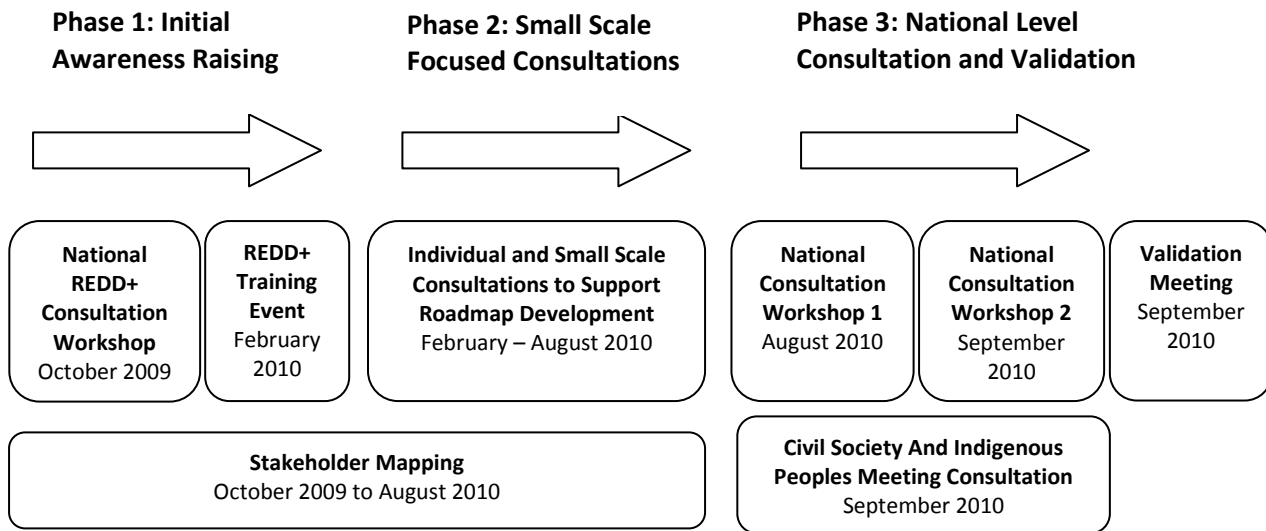 Phase 1: Initial
Awareness Raising
Phase 2: Small Scale
Focused Consultations
Phase 3: National Level
Consultation and Validation
National
REDD+
Consultation
Workshop
October 2009
REDD+
Training
Event
February
2010
Individual and Small Scale
Consultations to Support
Roadmap Development
February – August 2010
National
Consultation
Workshop 1
August 2010
National
Consultation
Workshop 2
September
2010
Validation
Meeting
September
2010
Stakeholder Mapping
October 2009 to August 2010
Civil Society And Indigenous
Peoples Meeting Consultation
September 2010